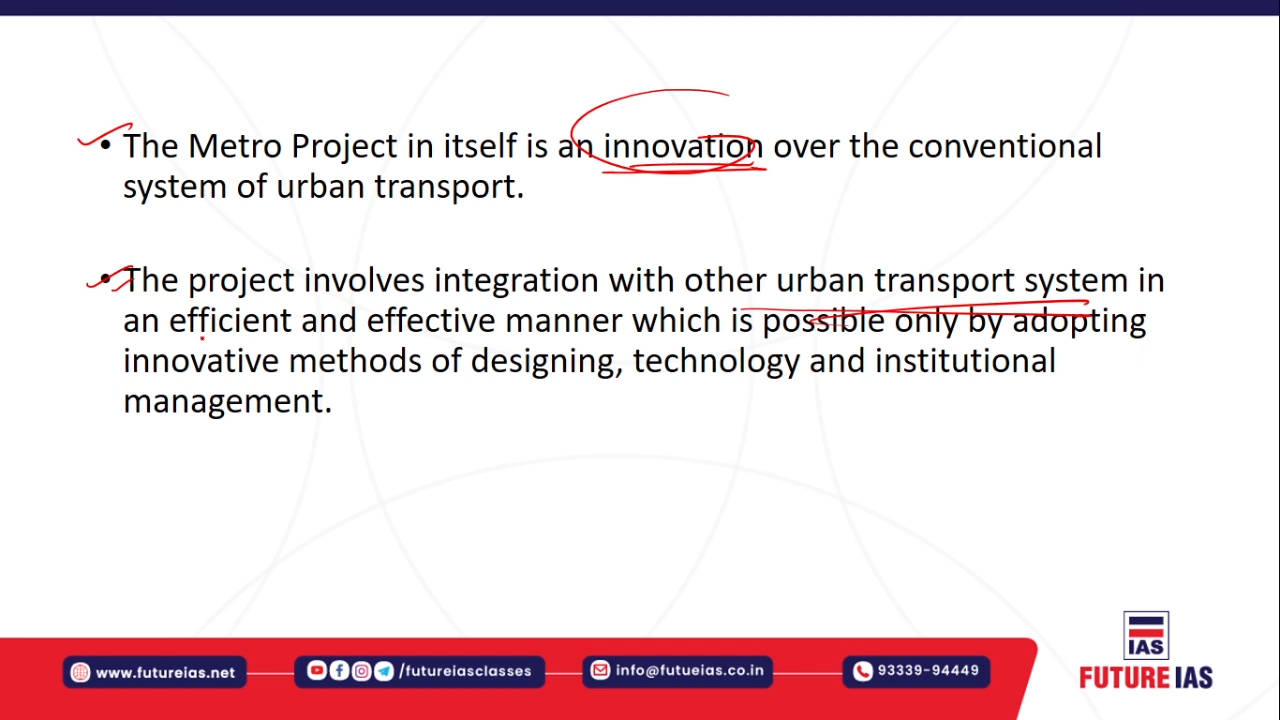 • The Metro Project in itself is an innovation over the conventional
system of urban transport.
• The project involves integration with other urban transport system in
an efficient and effective manner which is possible only by adopting
innovative methods of designing, technology and institutional
management.
IAS
www.futureias.net
/futureiasclasses
info@futueias.co.in
93339-94449
FUTURE IAS